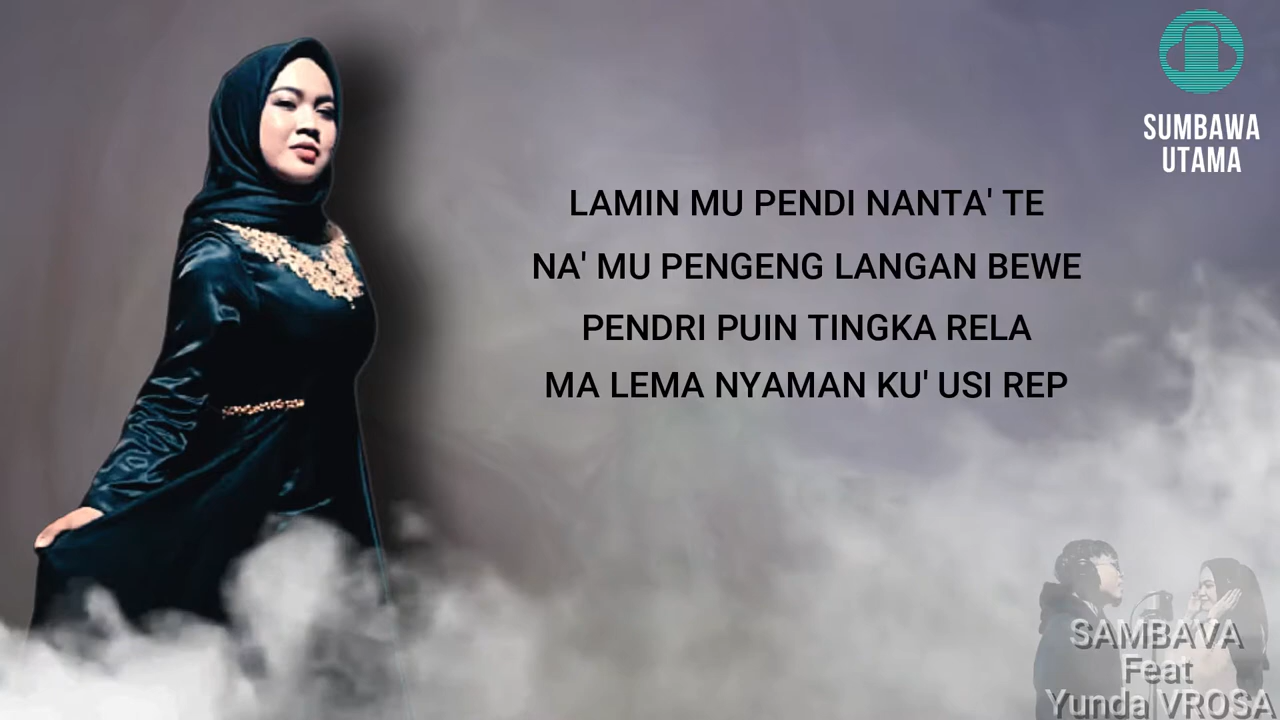 SUMBAWA
UTAMA
LAMIN MU PENDI NANTA' TE
NA' MU PENGENG LANGAN BEWE
PENDRI PUIN TINGKA RELA
MA LEMA NYAMAN KU' USI REP
SAMBAVA
Feat
Yunda VROSA